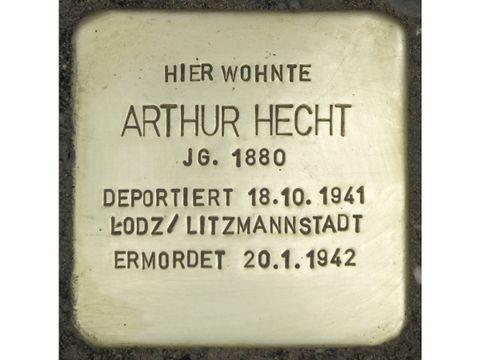 HIER WOHNTE
ARTHUR HECHT
JG. 1880
DEPORTIERT 18.10.1941
ŁODZ/LITZMANNSTADT
ERMORDET 20.1.1942